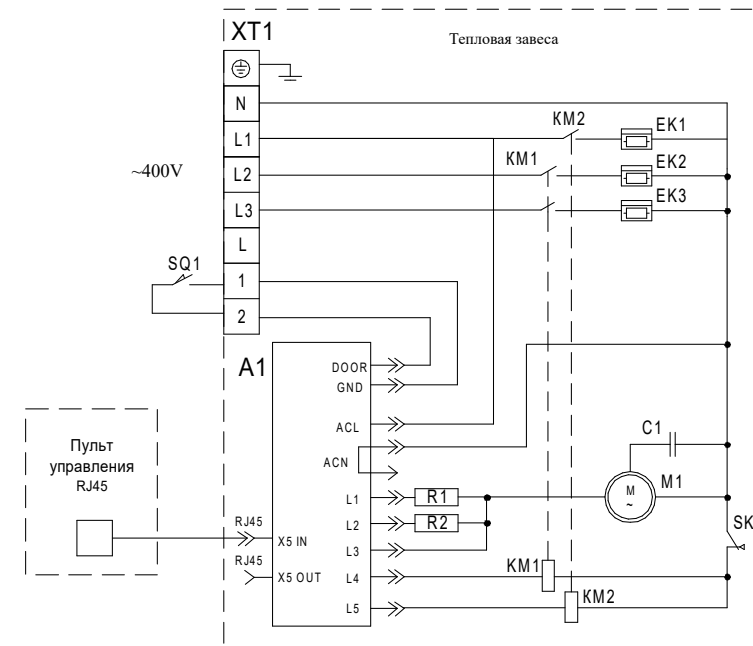 XT1
Тепловая завеса
N
KM2
EK1
L1
KM1
EK2
~400V
L2
EK3
L3
L
SQ1
1
2
A1
DOOR
GND
ACL
C1
Пульт
управления
RJ45
ACN
M
~
M1
L1
R1
RJ45
L2
R2
SK
X5 IN
L3
RJ45
KM1
X5 OUT
L4
KM2
L5